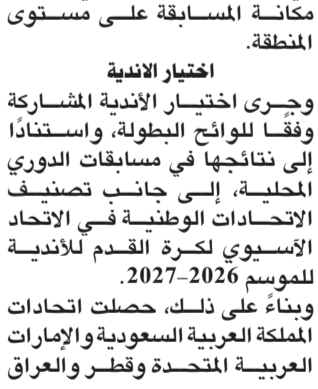 مكانة المسابقة على مستوى
المنطقة.
اختيار الاندية
وجرى اختيار الأندية المشاركة
وفقًا للوائح البطولة، واستنادًا
إلى نتائجها في مسابقات الدوري
المحلية، إلى جانب تصنيف
الاتحادات الوطنية في الاتحاد
الآسيوي لكرة القدم للأندية
للموسم 2026–2027.
وبناءً على ذلك، حصلت اتحادات
المملكة العربية السعودية والإمارات
العربية المتحدة وقطر والعراق